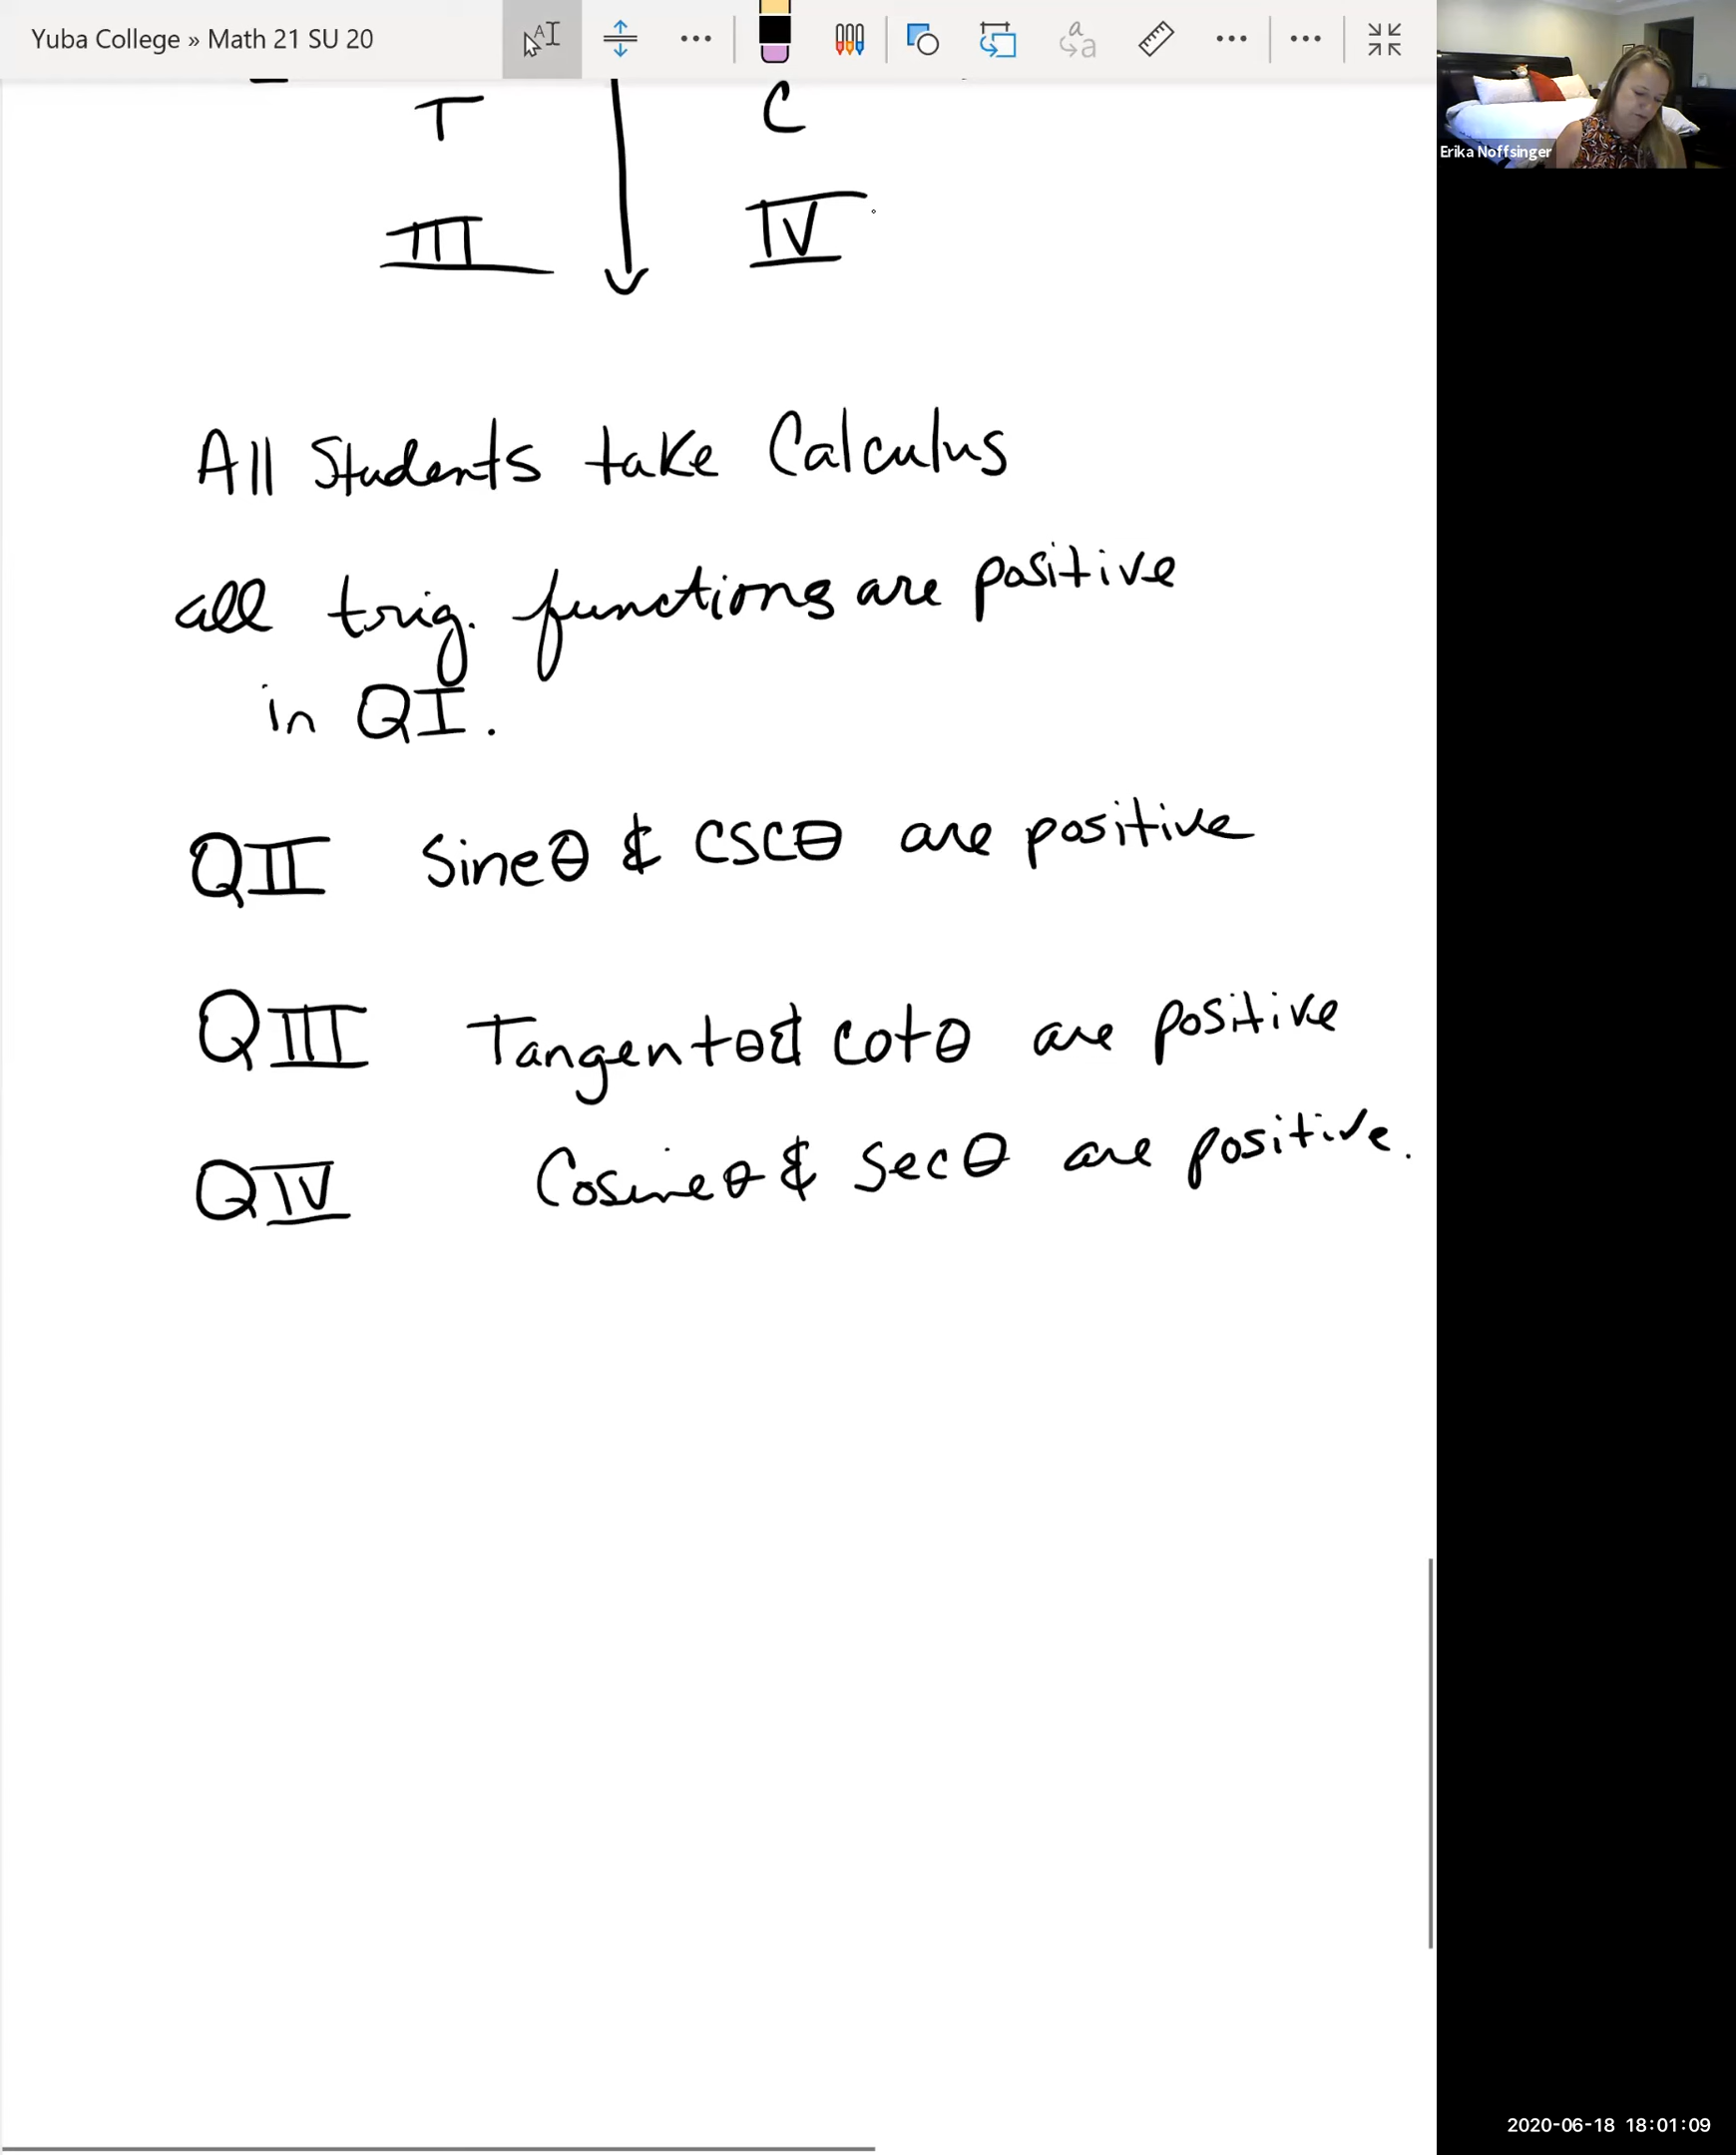 Yuba College » Math 21 SU 20
Erika Noffsinger
T C
III IV
All Students take Calculus
all trig. functions are positive
in QI.
QII Sineθ & cscθ are positive
QIII Tangentθ & cotθ are positive
QIV Cosineθ & secθ are positive.
2020-06-18 18:01:09